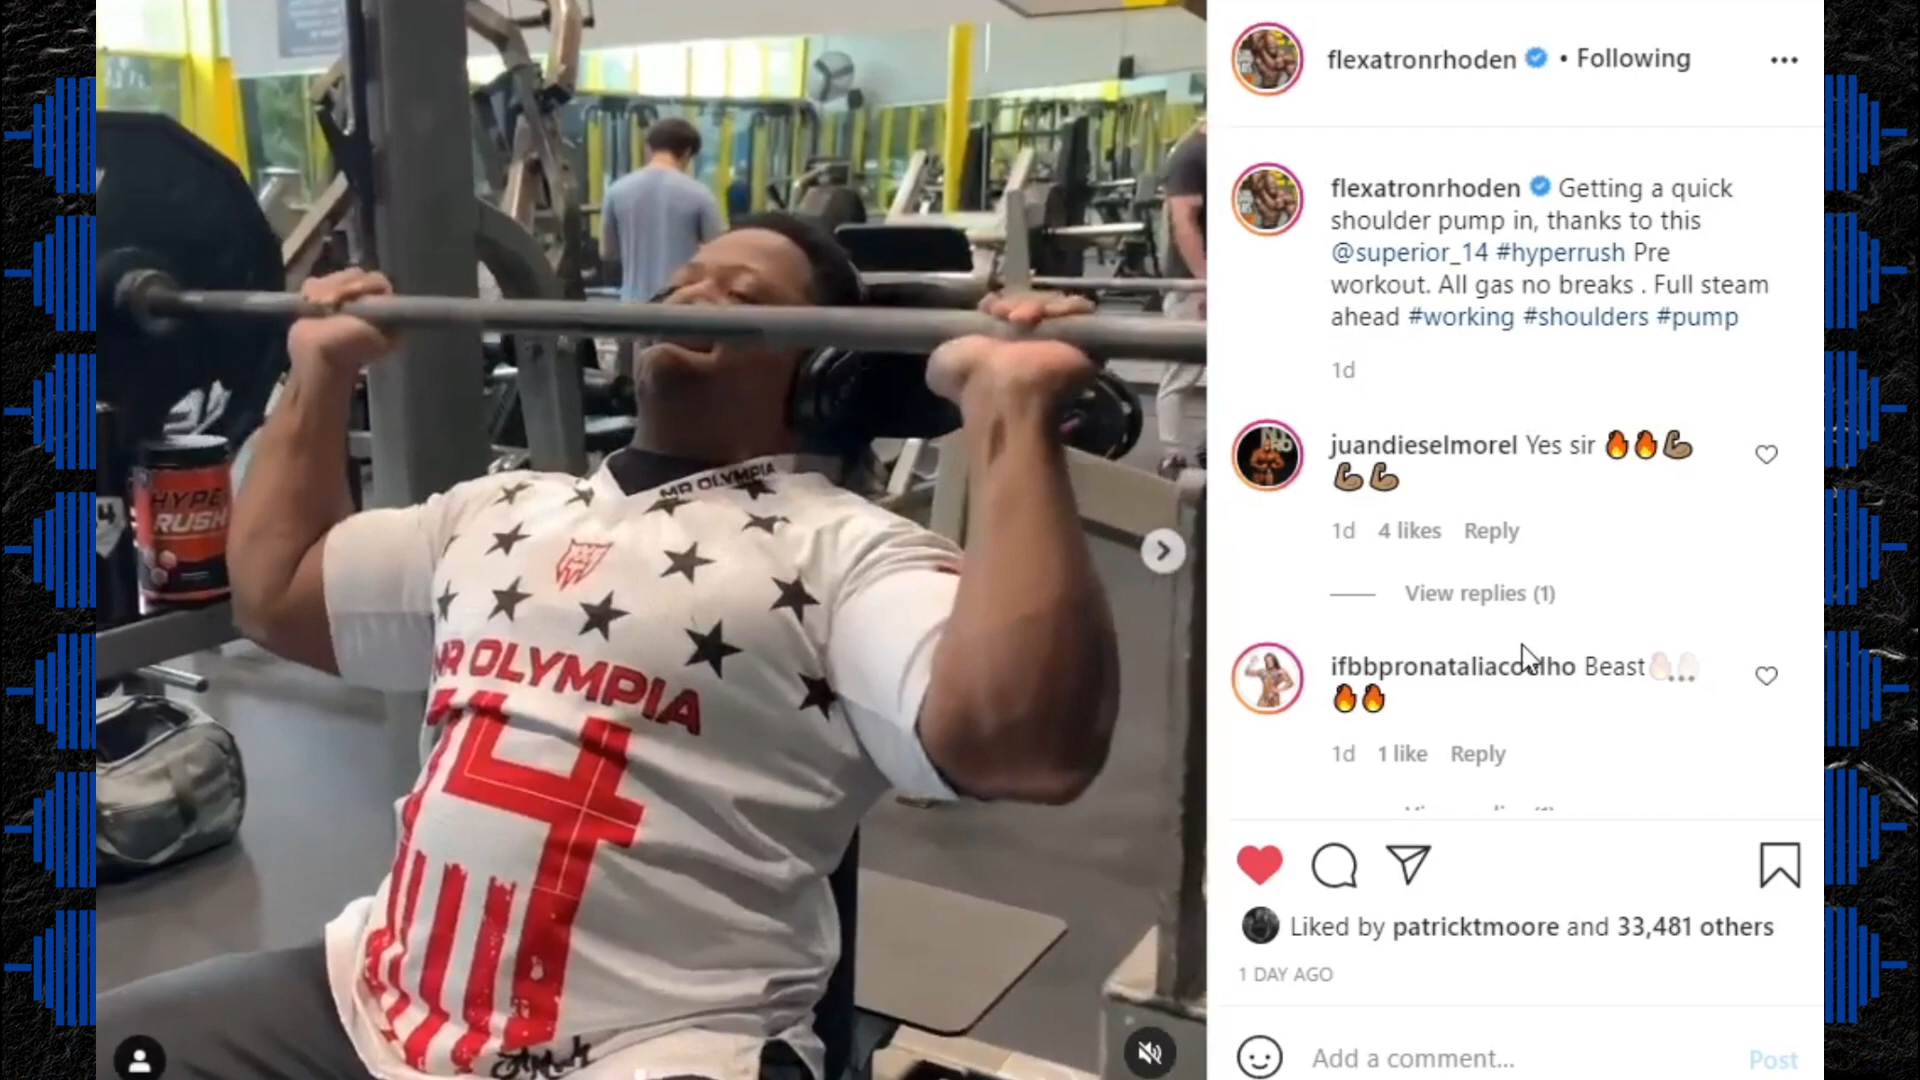 flexatronrhoden • Following
flexatronrhoden Getting a quick
shoulder pump in, thanks to this
@superior_14 #hyperrush Pre
workout. All gas no breaks . Full steam
ahead #working #shoulders #pump
1d
juandieselmorel Yes sir 🔥🔥💪🏽
💪🏽💪🏽
1d 4 likes Reply
View replies (1)
Beast
🔥🔥
1d 1 like Reply
Liked by patricktmoore and 33,481 others
1 DAY AGO
Add a comment... Post
MR OLYMPIA
MR OLYMPIA
14
HYPE
RUSH
4